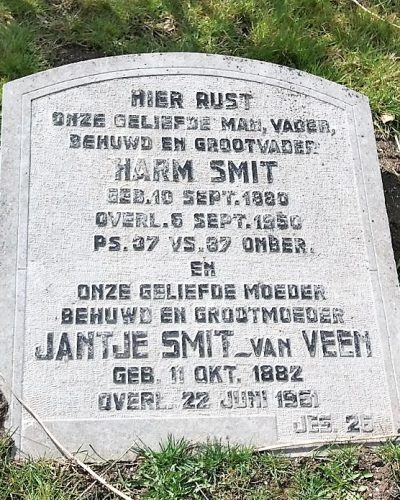 HIER RUST
ONZE GELIEFDE MAN, VADER,
BEHUWD EN GROOTVADER
HARM SMIT
GEB. 10 SEPT. 1880
OVERL. 6 SEPT. 1950
PS. 37 VS. 37 ONBER.
EN
ONZE GELIEFDE MOEDER
BEHUWD EN GROOTMOEDER
JANTJE SMIT_VAN VEEN
GEB. 11 OKT. 1882
OVERL. 22 JUNI 1961
JES. 26